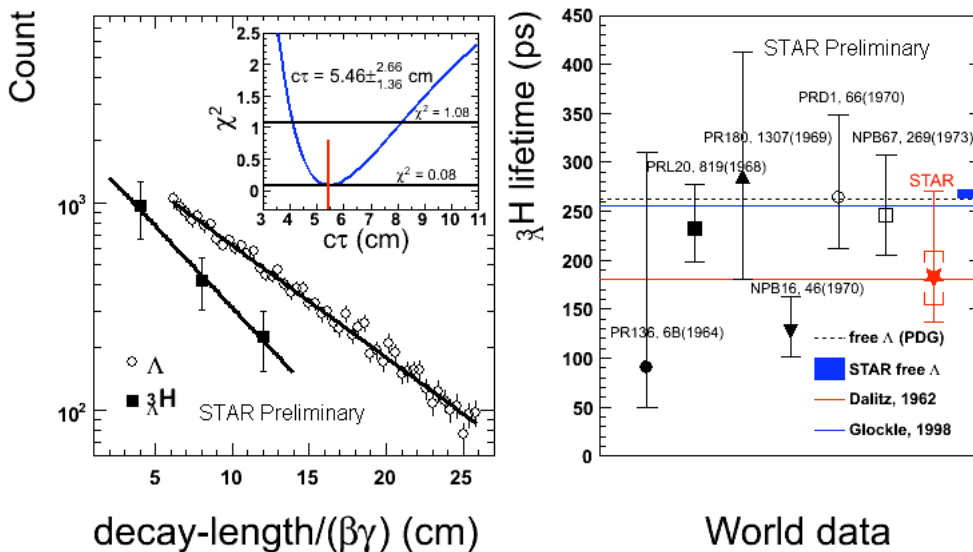 Count
10³
10²
5
10
15
20
25
decay-length/(βγ) (cm)
Λ
³ΛH
STAR Preliminary
χ²
2.5
2
1.5
1
0.5
0
3
4
5
6
7
8
9
10
11
cτ (cm)
cτ = 5.46±²·⁶⁶₁.₃₆ cm
χ² = 1.08
χ² = 0.08
³ΛH lifetime (ps)
450
400
350
300
250
200
150
100
50
0
STAR Preliminary
PRD1, 66(1970)
PR180, 1307(1969)
NPB67, 269(1973)
PRL20, 819(1968)
STAR
NPB16, 46(1970)
PR136, 6B(1964)
free Λ (PDG)
STAR free Λ
Dalitz, 1962
Glockle, 1998
World data